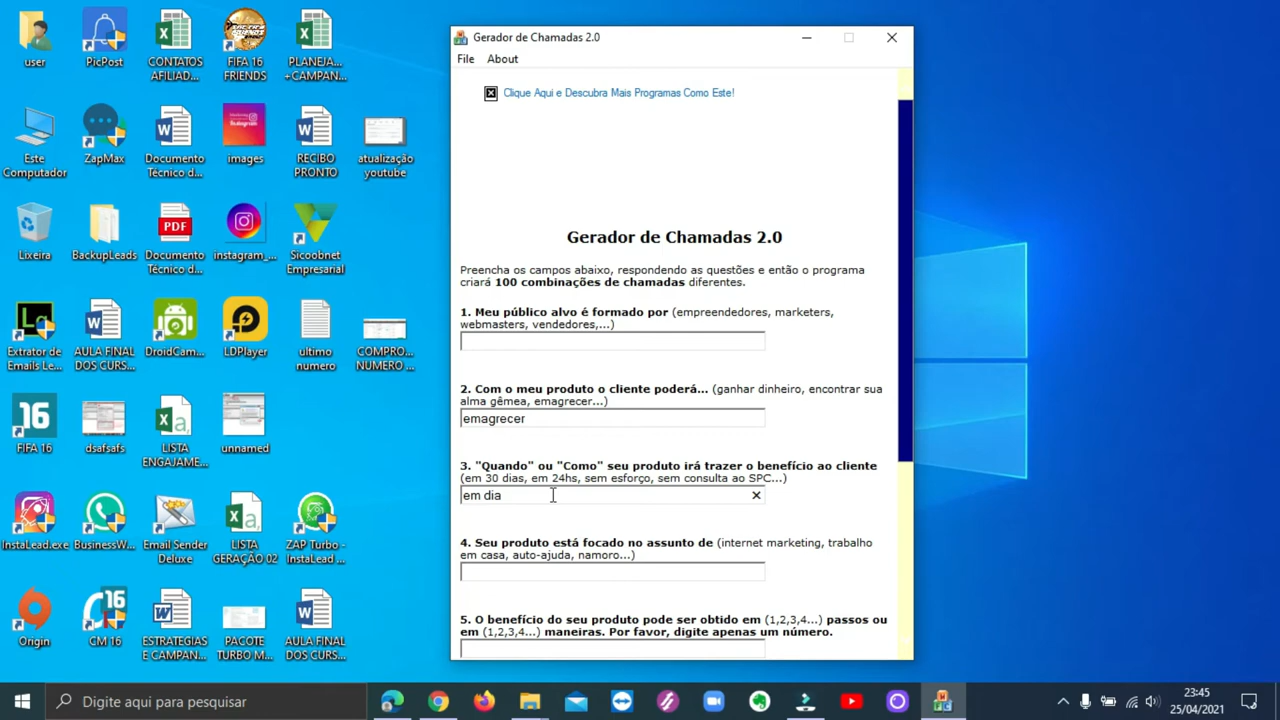 user
PicPost
CONTATOS
AFILIAD...
FIFA 16
FRIENDS
PLANEJA...
+CAMPAN...
Este
Computador
ZapMax
Documento
Técnico d...
images
RECIBO
PRONTO
atualização
youtube
Lixeira
BackupLeads
PDF
Documento
Técnico d...
instagram_...
Sicoobnet
Empresarial
Extrator de
Emails Le...
AULA FINAL
DOS CURS...
DroidCam...
LDPlayer
ultimo
numero
COMPRO...
NUMERO ...
16
FIFA 16
dsafsafs
LISTA
ENGAJAME...
unnamed
InstaLead.exe
BusinessW...
Email Sender
Deluxe
LISTA
GERAÇÃO 02
ZAP Turbo -
InstaLead ...
Origin
16
CM 16
ESTRATEGIAS
E CAMPAN...
PACOTE
TURBO M...
AULA FINAL
DOS CURS...
Gerador de Chamadas 2.0
File About
Clique Aqui e Descubra Mais Programas Como Este!
Gerador de Chamadas 2.0
Preencha os campos abaixo, respondendo as questões e então o programa
criará 100 combinações de chamadas diferentes.
1. Meu público alvo é formado por (empreendedores, marketers,
webmasters, vendedores,...)
2. Com o meu produto o cliente poderá... (ganhar dinheiro, encontrar sua
alma gêmea, emagrecer...)
emagrecer
3. "Quando" ou "Como" seu produto irá trazer o benefício ao cliente
(em 30 dias, em 24hs, sem esforço, sem consulta ao SPC...)
em dia
4. Seu produto está focado no assunto de (internet marketing, trabalho
em casa, auto-ajuda, namoro...)
5. O benefício do seu produto pode ser obtido em (1,2,3,4...) passos ou
em (1,2,3,4...) maneiras. Por favor, digite apenas um número.
Digite aqui para pesquisar
23:45
25/04/2021